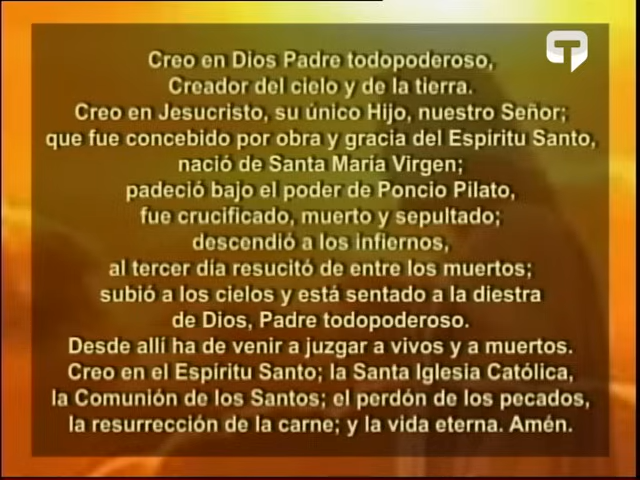 Creo en Dios Padre todopoderoso,
Creador del cielo y de la tierra.
Creo en Jesucristo, su único Hijo, nuestro Señor;
que fue concebido por obra y gracia del Espiritu Santo,
nació de Santa María Virgen;
padeció bajo el poder de Poncio Pilato,
fue crucificado, muerto y sepultado;
descendió a los infiernos,
al tercer día resucitó de entre los muertos;
subió a los cielos y está sentado a la diestra
de Dios, Padre todopoderoso.
Desde allí ha de venir a juzgar a vivos y a muertos.
Creo en el Espíritu Santo; la Santa Iglesia Católica,
la Comunión de los Santos; el perdón de los pecados,
la resurrección de la carne; y la vida eterna. Amén.